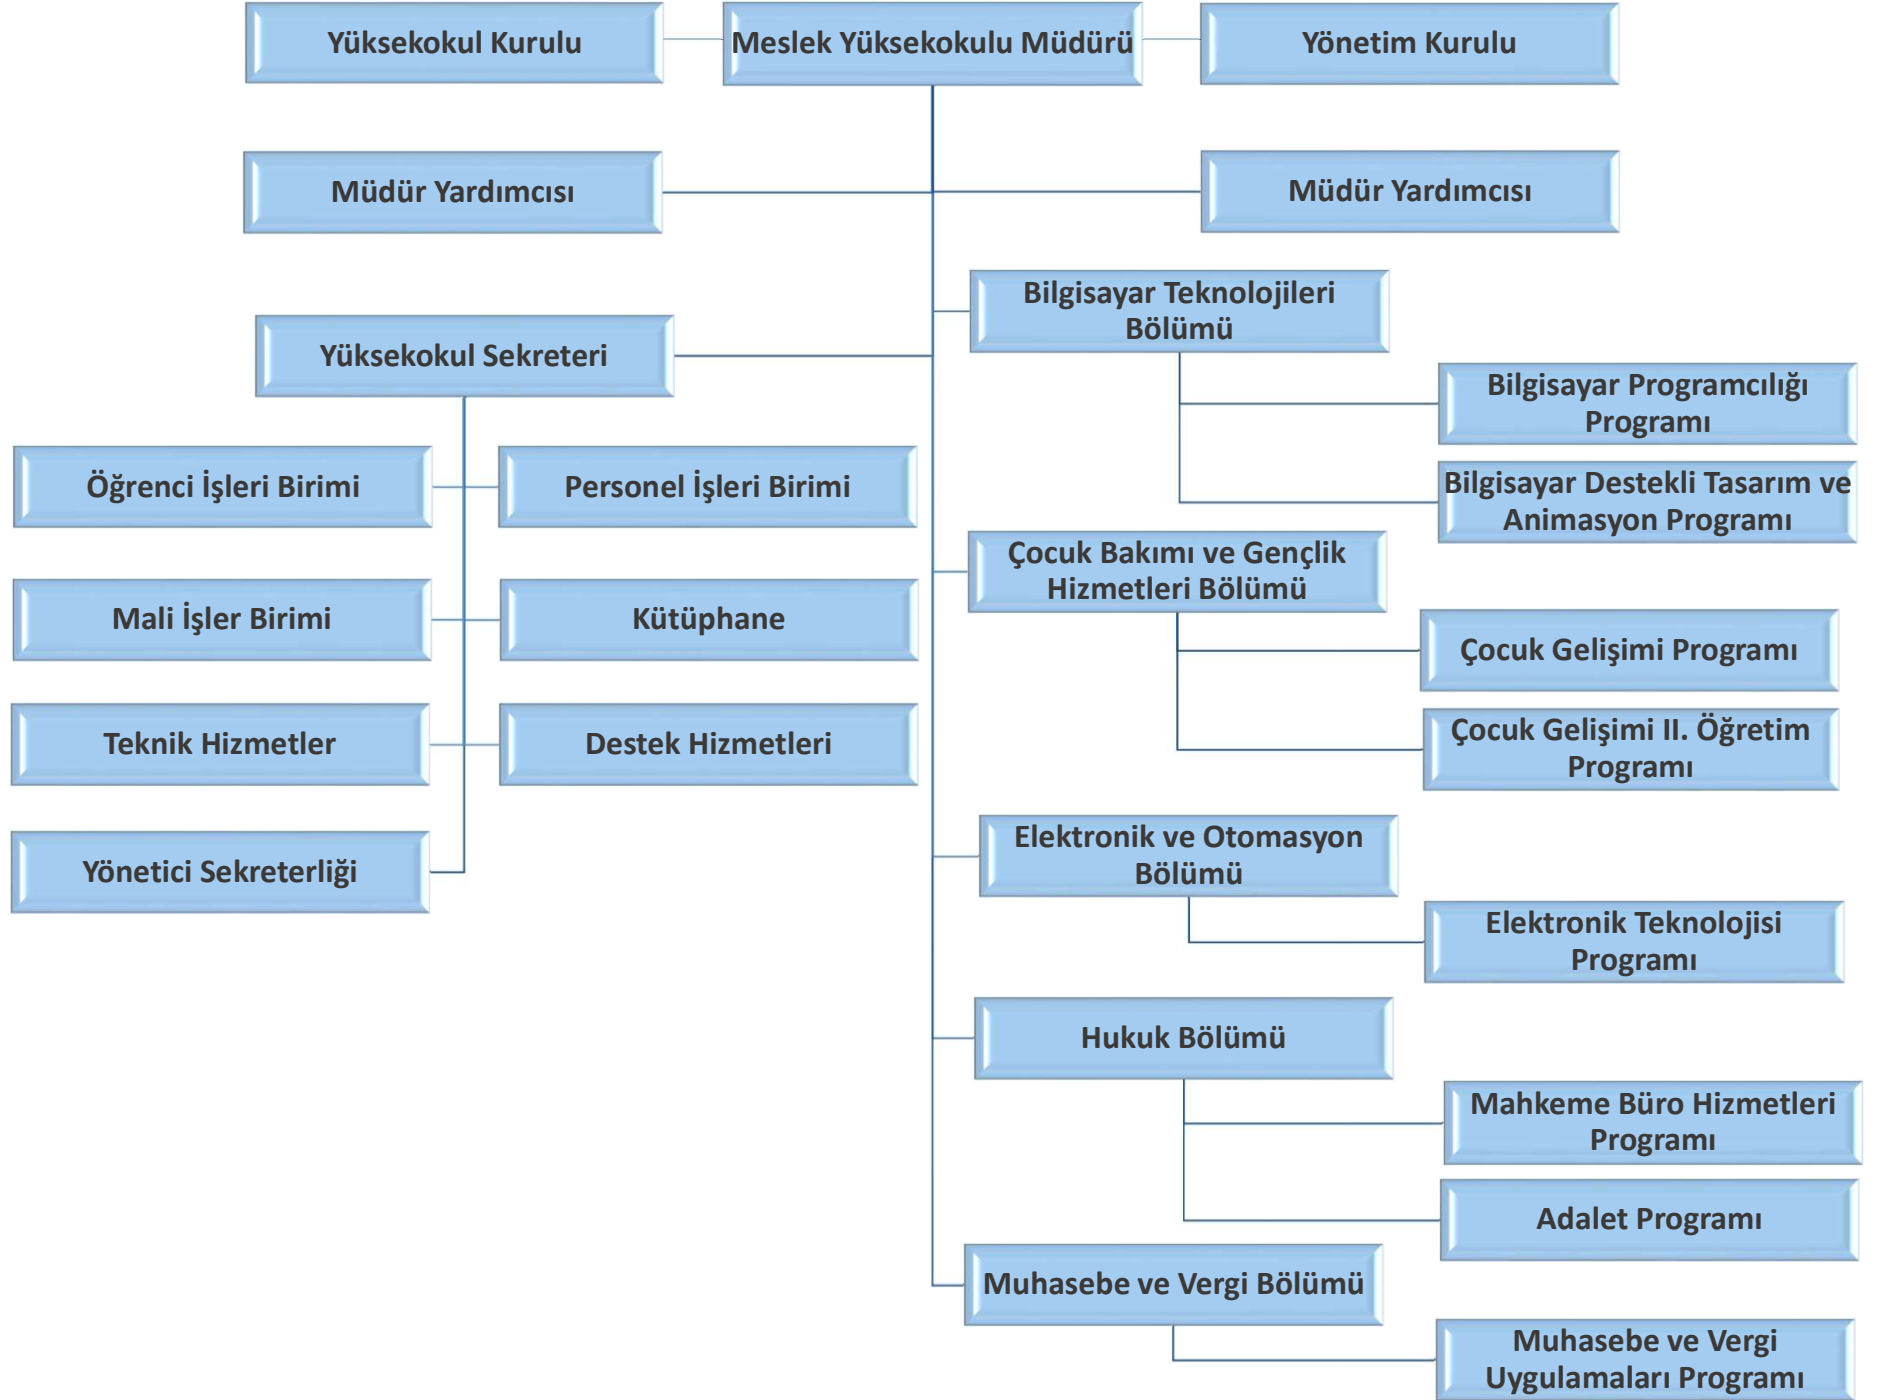 Yüksekokul Kurulu
Meslek Yüksekokulu Müdürü
Yönetim Kurulu
Müdür Yardımcısı
Müdür Yardımcısı
Yüksekokul Sekreteri
Öğrenci İşleri Birimi
Personel İşleri Birimi
Mali İşler Birimi
Kütüphane
Teknik Hizmetler
Destek Hizmetleri
Yönetici Sekreterliği
Bilgisayar Teknolojileri
Bölümü
Bilgisayar Programcılığı
Programı
Bilgisayar Destekli Tasarım ve
Animasyon Programı
Çocuk Bakımı ve Gençlik
Hizmetleri Bölümü
Çocuk Gelişimi Programı
Çocuk Gelişimi II. Öğretim
Programı
Elektronik ve Otomasyon
Bölümü
Elektronik Teknolojisi
Programı
Hukuk Bölümü
Mahkeme Büro Hizmetleri
Programı
Adalet Programı
Muhasebe ve Vergi Bölümü
Muhasebe ve Vergi
Uygulamaları Programı